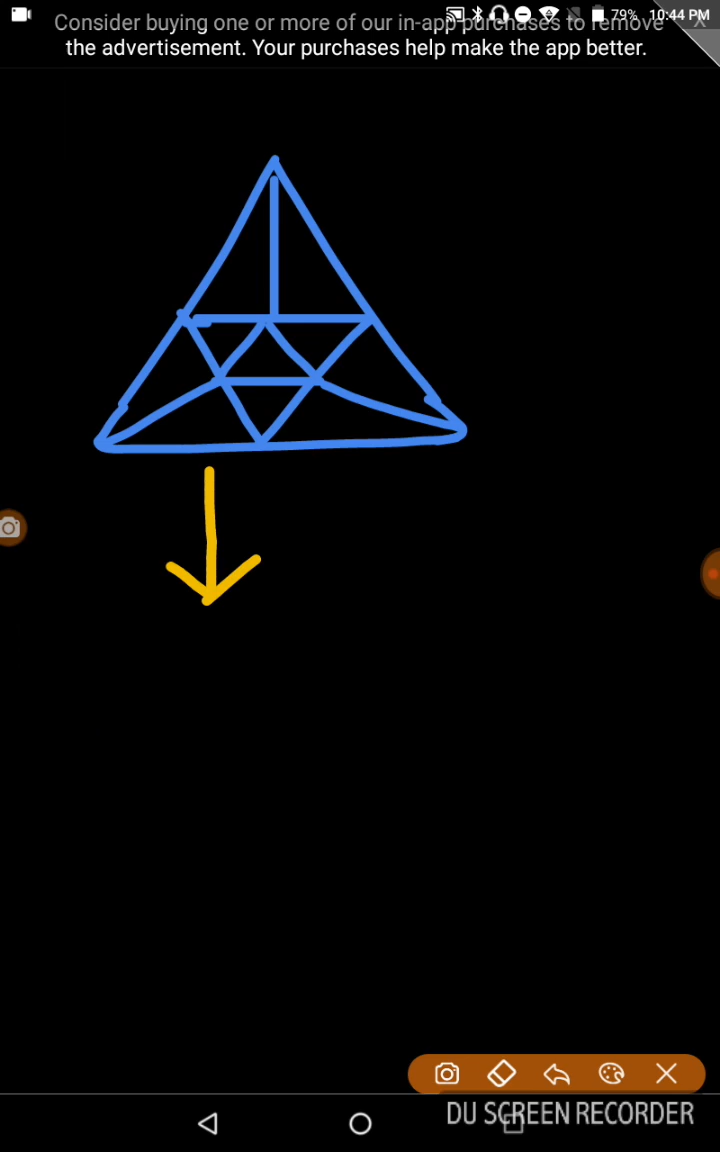 79% 10:44 PM
Consider buying one or more of our in-app purchases to remove X
the advertisement. Your purchases help make the app better.
DU SCREEN RECORDER